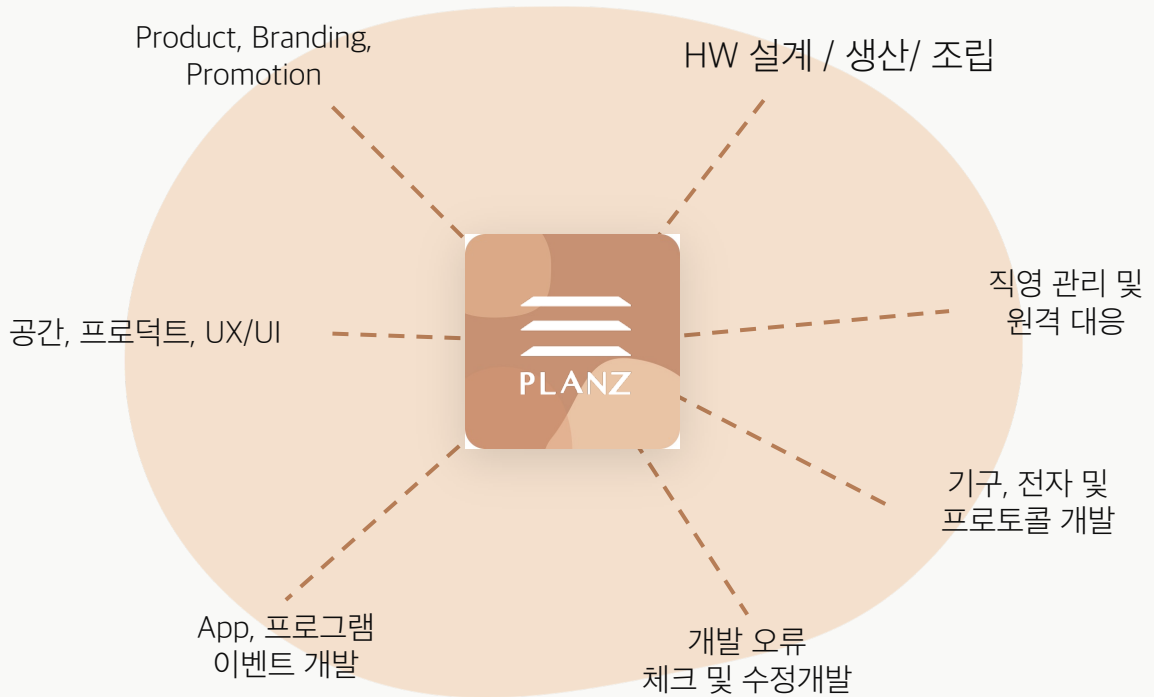 Product, Branding,
Promotion
HW 설계 / 생산/ 조립
공간, 프로덕트, UX/UI
PLANZ
직영 관리 및
원격 대응
기구, 전자 및
프로토콜 개발
App, 프로그램
이벤트 개발
개발 오류
체크 및 수정개발